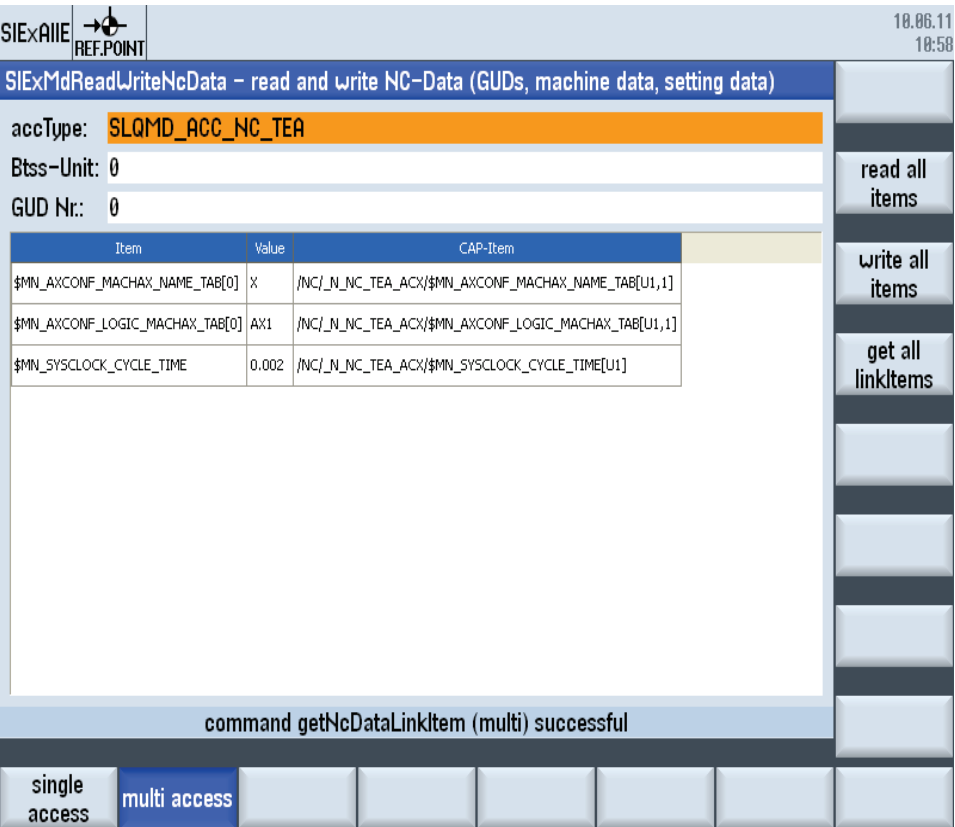 SIExAllE
REF.POINT
10.06.11
10:58
SIExMdReadWriteNcData - read and write NC-Data (GUDs, machine data, setting data)
accType: SLQMD_ACC_NC_TEA
Btss-Unit: 0
GUD Nr.: 0
Item Value CAP-Item
$MN_AXCONF_MACHAX_NAME_TAB[0] X /NC/_N_NC_TEA_ACX/$MN_AXCONF_MACHAX_NAME_TAB[U1,1]
$MN_AXCONF_LOGIC_MACHAX_TAB[0] AX1 /NC/_N_NC_TEA_ACX/$MN_AXCONF_LOGIC_MACHAX_TAB[U1,1]
$MN_SYSCLOCK_CYCLE_TIME 0.002 /NC/_N_NC_TEA_ACX/$MN_SYSCLOCK_CYCLE_TIME[U1]
command getNcDataLinkItem (multi) successful
read all
items
write all
items
get all
linkItems
single
access
multi access